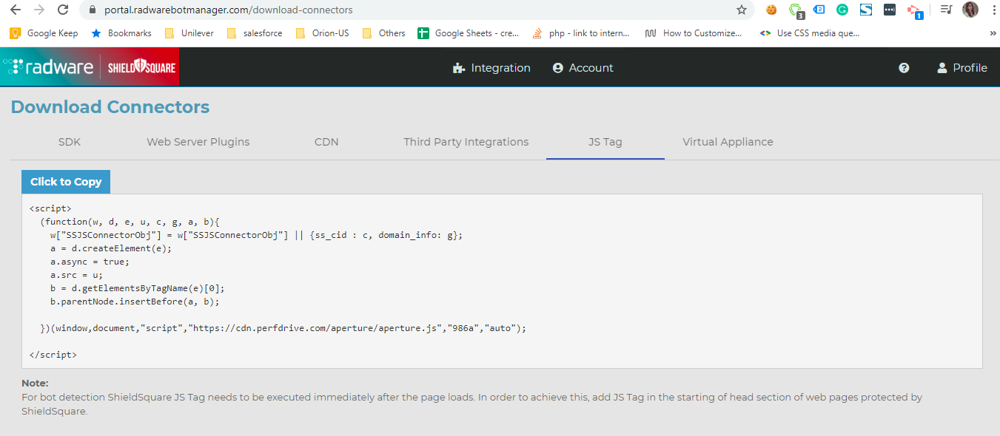 portal.radwarebotmanager.com/download-connectors
3
2
1
Google Keep Bookmarks Unilever salesforce Orion-US Others Google Sheets - cre... php - link to intern... How to Customize... Use CSS media que... »
radware SHIELDSQUARE Integration Account ? Profile
Download Connectors
SDK Web Server Plugins CDN Third Party Integrations JS Tag Virtual Appliance
Click to Copy
<script>
(function(w, d, e, u, c, g, a, b){
w["SSJSConnectorObj"] = w["SSJSConnectorObj"] || {ss_cid : c, domain_info: g};
a = d.createElement(e);
a.async = true;
a.src = u;
b = d.getElementsByTagName(e)[0];
b.parentNode.insertBefore(a, b);
})(window,document,"script","https://cdn.perfdrive.com/aperture/aperture.js","986a","auto");
</script>
Note:
For bot detection ShieldSquare JS Tag needs to be executed immediately after the page loads. In order to achieve this, add JS Tag in the starting of head section of web pages protected by
ShieldSquare.